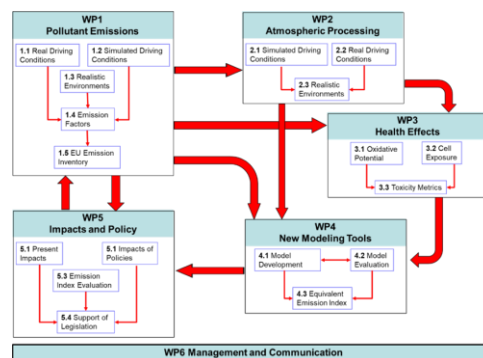 WP1
Pollutant Emissions
1.1 Real Driving
Conditions
1.2 Simulated Driving
Conditions
1.3 Realistic
Environments
1.4 Emission
Factors
1.5 EU Emission
Inventory
WP2
Atmospheric Processing
2.1 Simulated Driving
Conditions
2.2 Real Driving
Conditions
2.3 Realistic
Environments
WP3
Health Effects
3.1 Oxidative
Potential
3.2 Cell
Exposure
3.3 Toxicity Metrics
WP5
Impacts and Policy
5.1 Present
Impacts
5.1 Impacts of
Policies
5.3 Emission
Index Evaluation
5.4 Support of
Legislation
WP4
New Modeling Tools
4.1 Model
Development
4.2 Model
Evaluation
4.3 Equivalent
Emission Index
WP6 Management and Communication